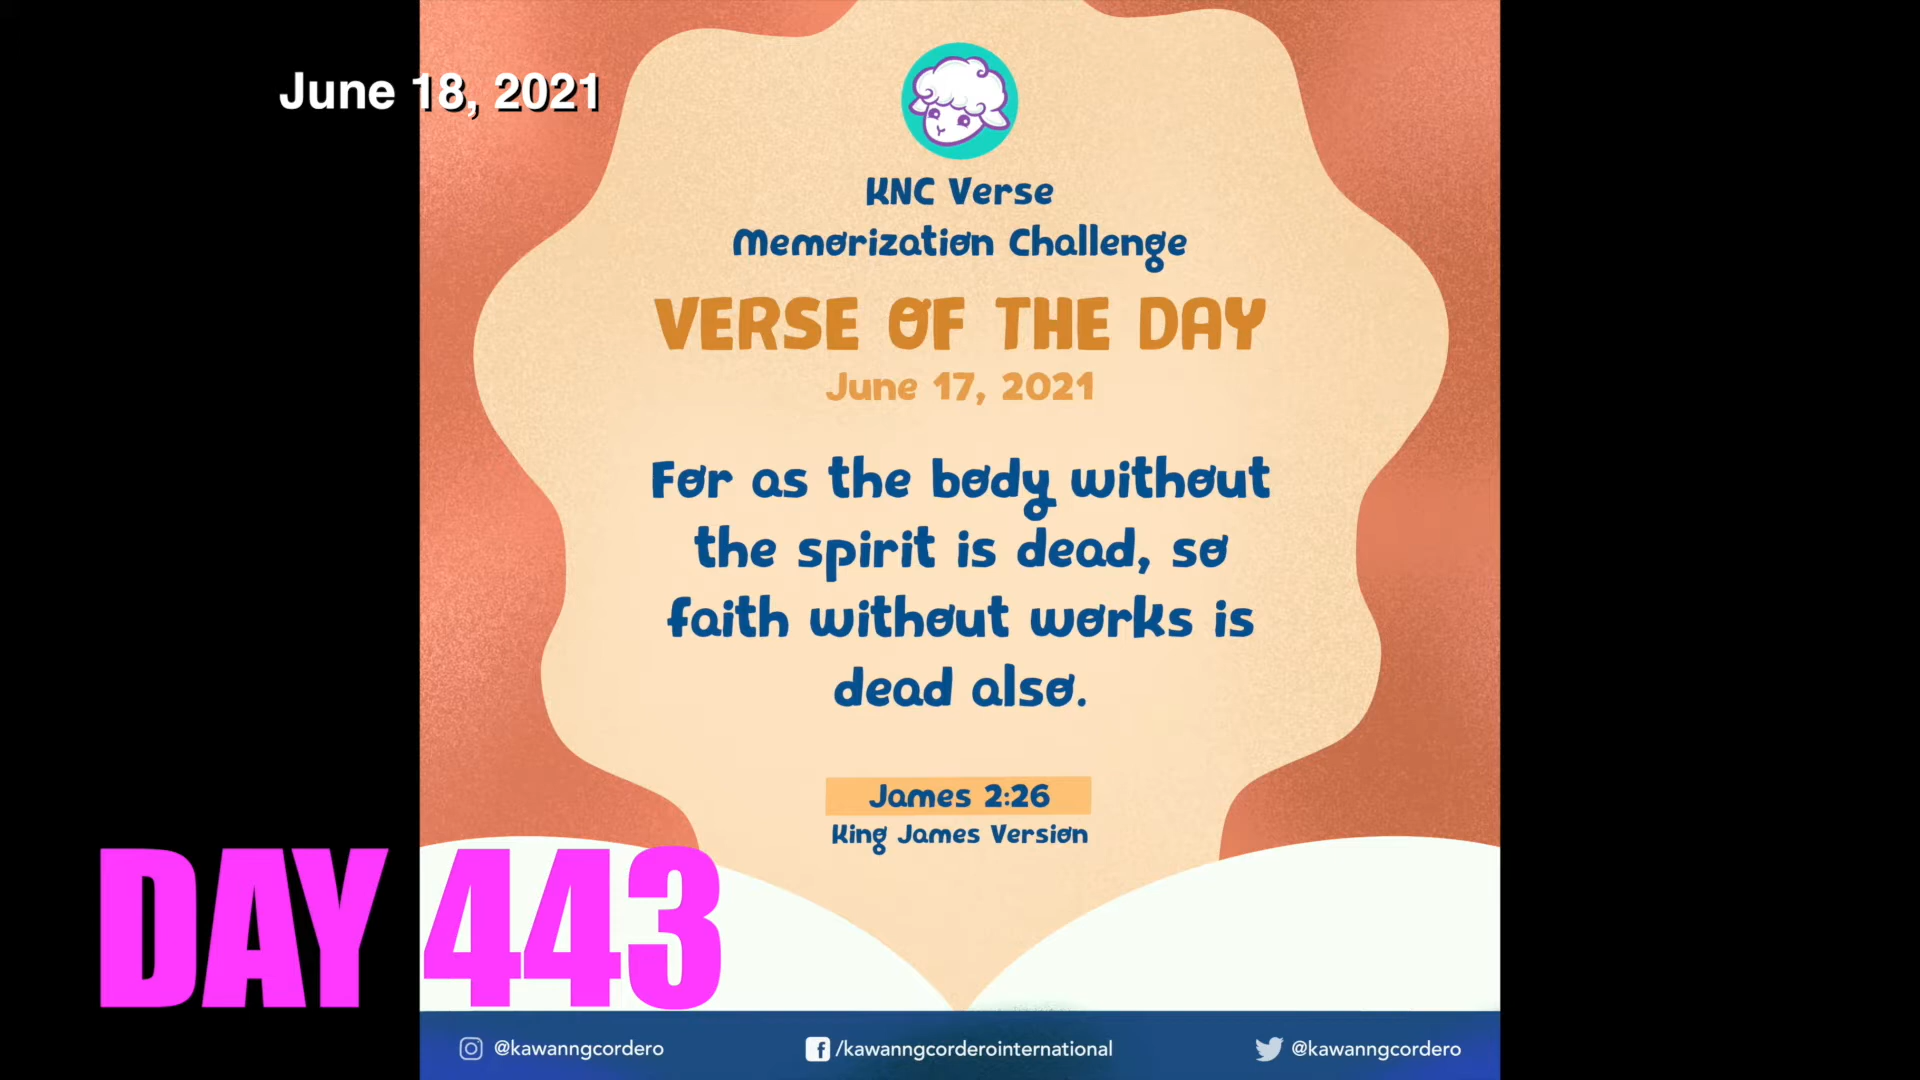 June 18, 2021
KNC Verse
Memorization Challenge
VERSE OF THE DAY
June 17, 2021
For as the body without
the spirit is dead, so
faith without works is
dead also.
James 2:26
King James Version
DAY 443
@kawanngcordero
/kawanngcorderointernational
@kawanngcordero